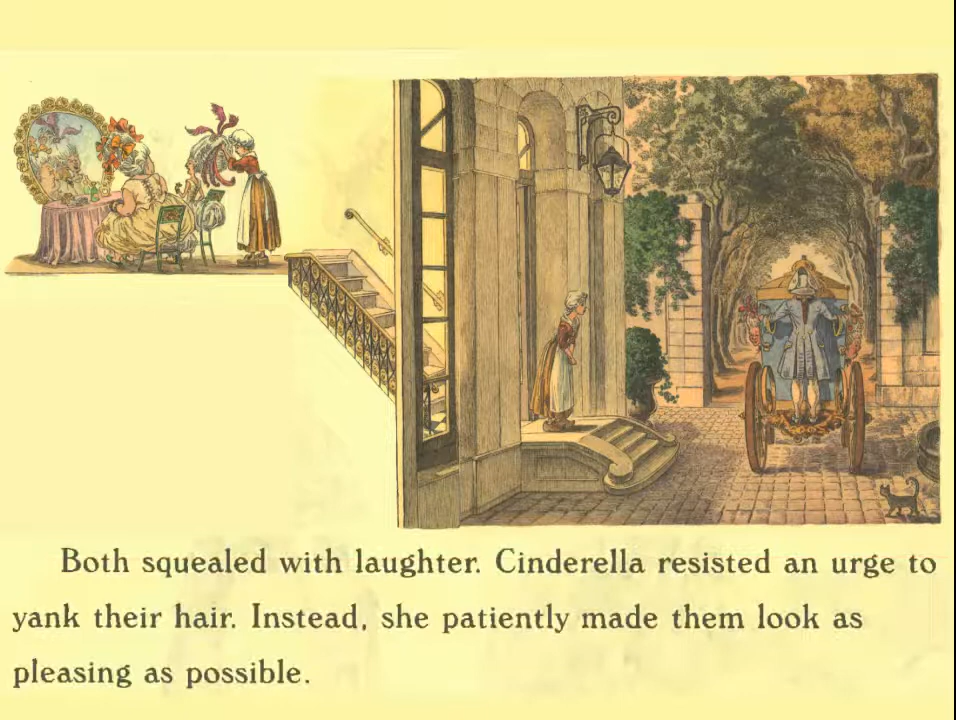 Both squealed with laughter. Cinderella resisted an urge to
yank their hair. Instead, she patiently made them look as
pleasing as possible.